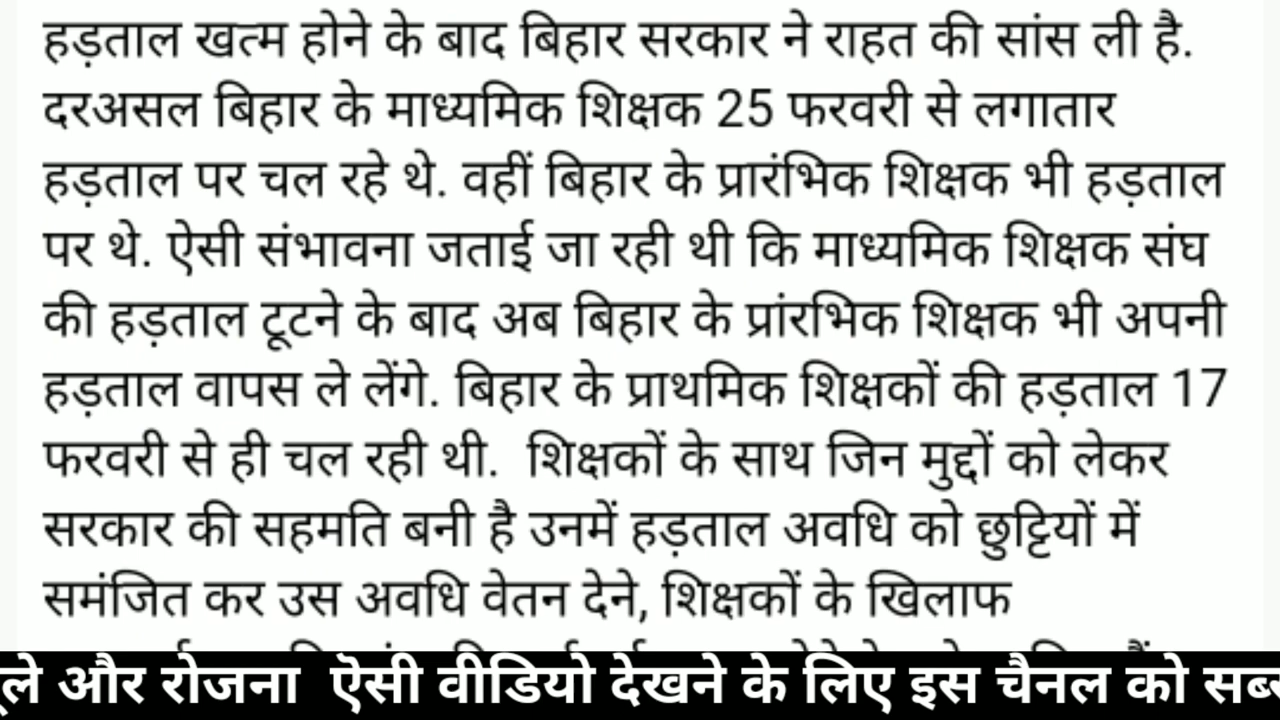 हड़ताल खत्म होने के बाद बिहार सरकार ने राहत की सांस ली है.
दरअसल बिहार के माध्यमिक शिक्षक 25 फरवरी से लगातार
हड़ताल पर चल रहे थे. वहीं बिहार के प्रारंभिक शिक्षक भी हड़ताल
पर थे. ऐसी संभावना जताई जा रही थी कि माध्यमिक शिक्षक संघ
की हड़ताल टूटने के बाद अब बिहार के प्रांरभिक शिक्षक भी अपनी
हड़ताल वापस ले लेंगे. बिहार के प्राथमिक शिक्षकों की हड़ताल 17
फरवरी से ही चल रही थी. शिक्षकों के साथ जिन मुद्दों को लेकर
सरकार की सहमति बनी है उनमें हड़ताल अवधि को छुट्टियों में
समंजित कर उस अवधि वेतन देने, शिक्षकों के खिलाफ
और रोजना ऎसी वीडियो देखने के लिए इस चैनल को